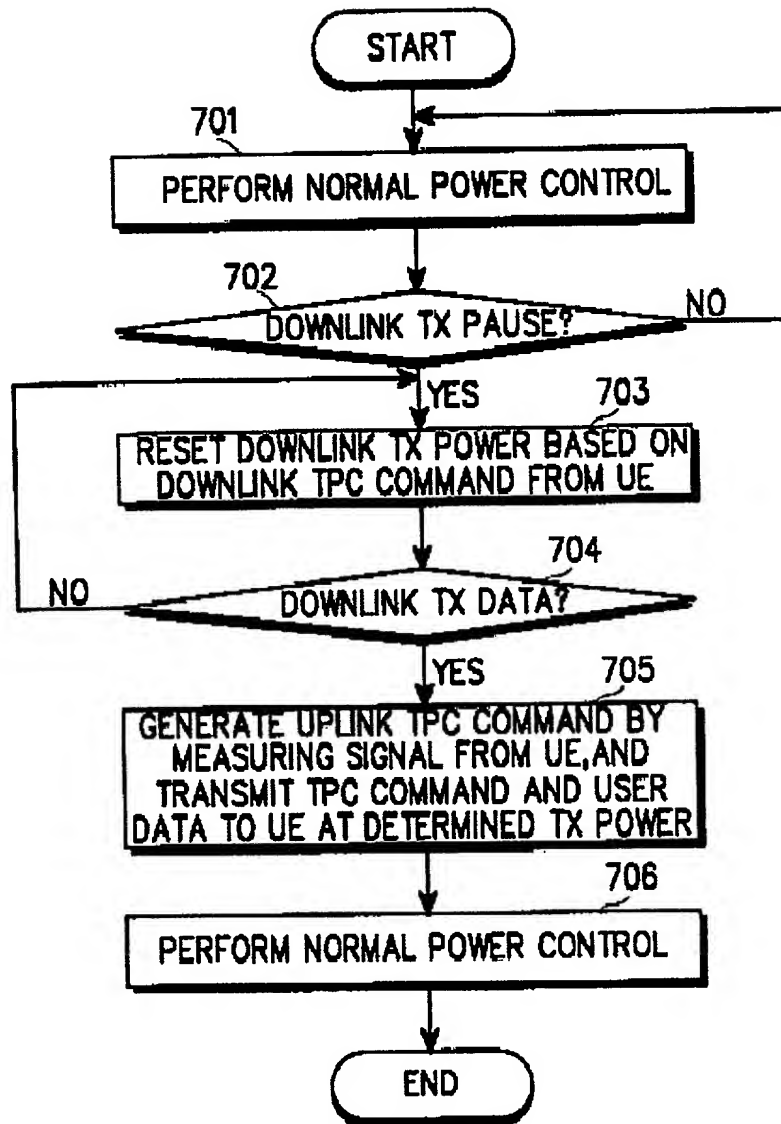 START
701
PERFORM NORMAL POWER CONTROL
702
DOWNLINK TX PAUSE?
NO
YES
703
RESET DOWNLINK TX POWER BASED ON
DOWNLINK TPC COMMAND FROM UE
704
NO
DOWNLINK TX DATA?
YES
705
GENERATE UPLINK TPC COMMAND BY
MEASURING SIGNAL FROM UE,AND
TRANSMIT TPC COMMAND AND USER
DATA TO UE AT DETERMINED TX POWER
706
PERFORM NORMAL POWER CONTROL
END